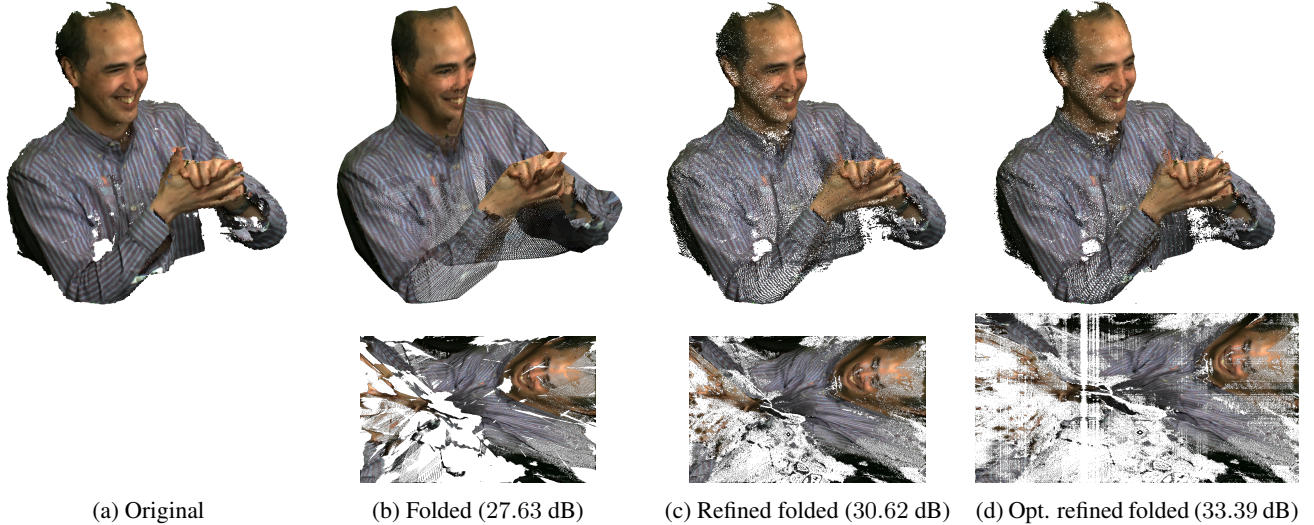 (a) Original
(b) Folded (27.63 dB)
(c) Refined folded (30.62 dB)
(d) Opt. refined folded (33.39 dB)